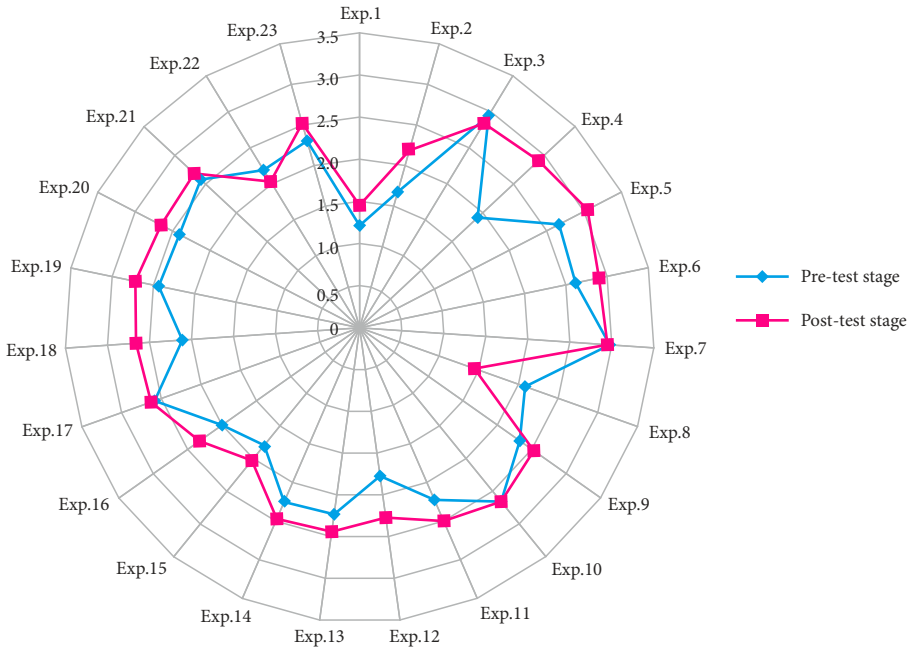 Exp.1
Exp.2
Exp.3
Exp.4
Exp.5
Exp.6
Exp.7
Exp.8
Exp.9
Exp.10
Exp.11
Exp.12
Exp.13
Exp.14
Exp.15
Exp.16
Exp.17
Exp.18
Exp.19
Exp.20
Exp.21
Exp.22
Exp.23
3.5
3.0
2.5
2.0
1.5
1.0
0.5
0
Pre-test stage
Post-test stage